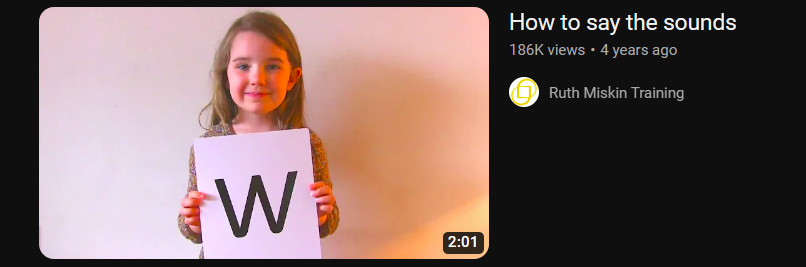 How to say the sounds
186K views • 4 years ago
Ruth Miskin Training
W
2:01